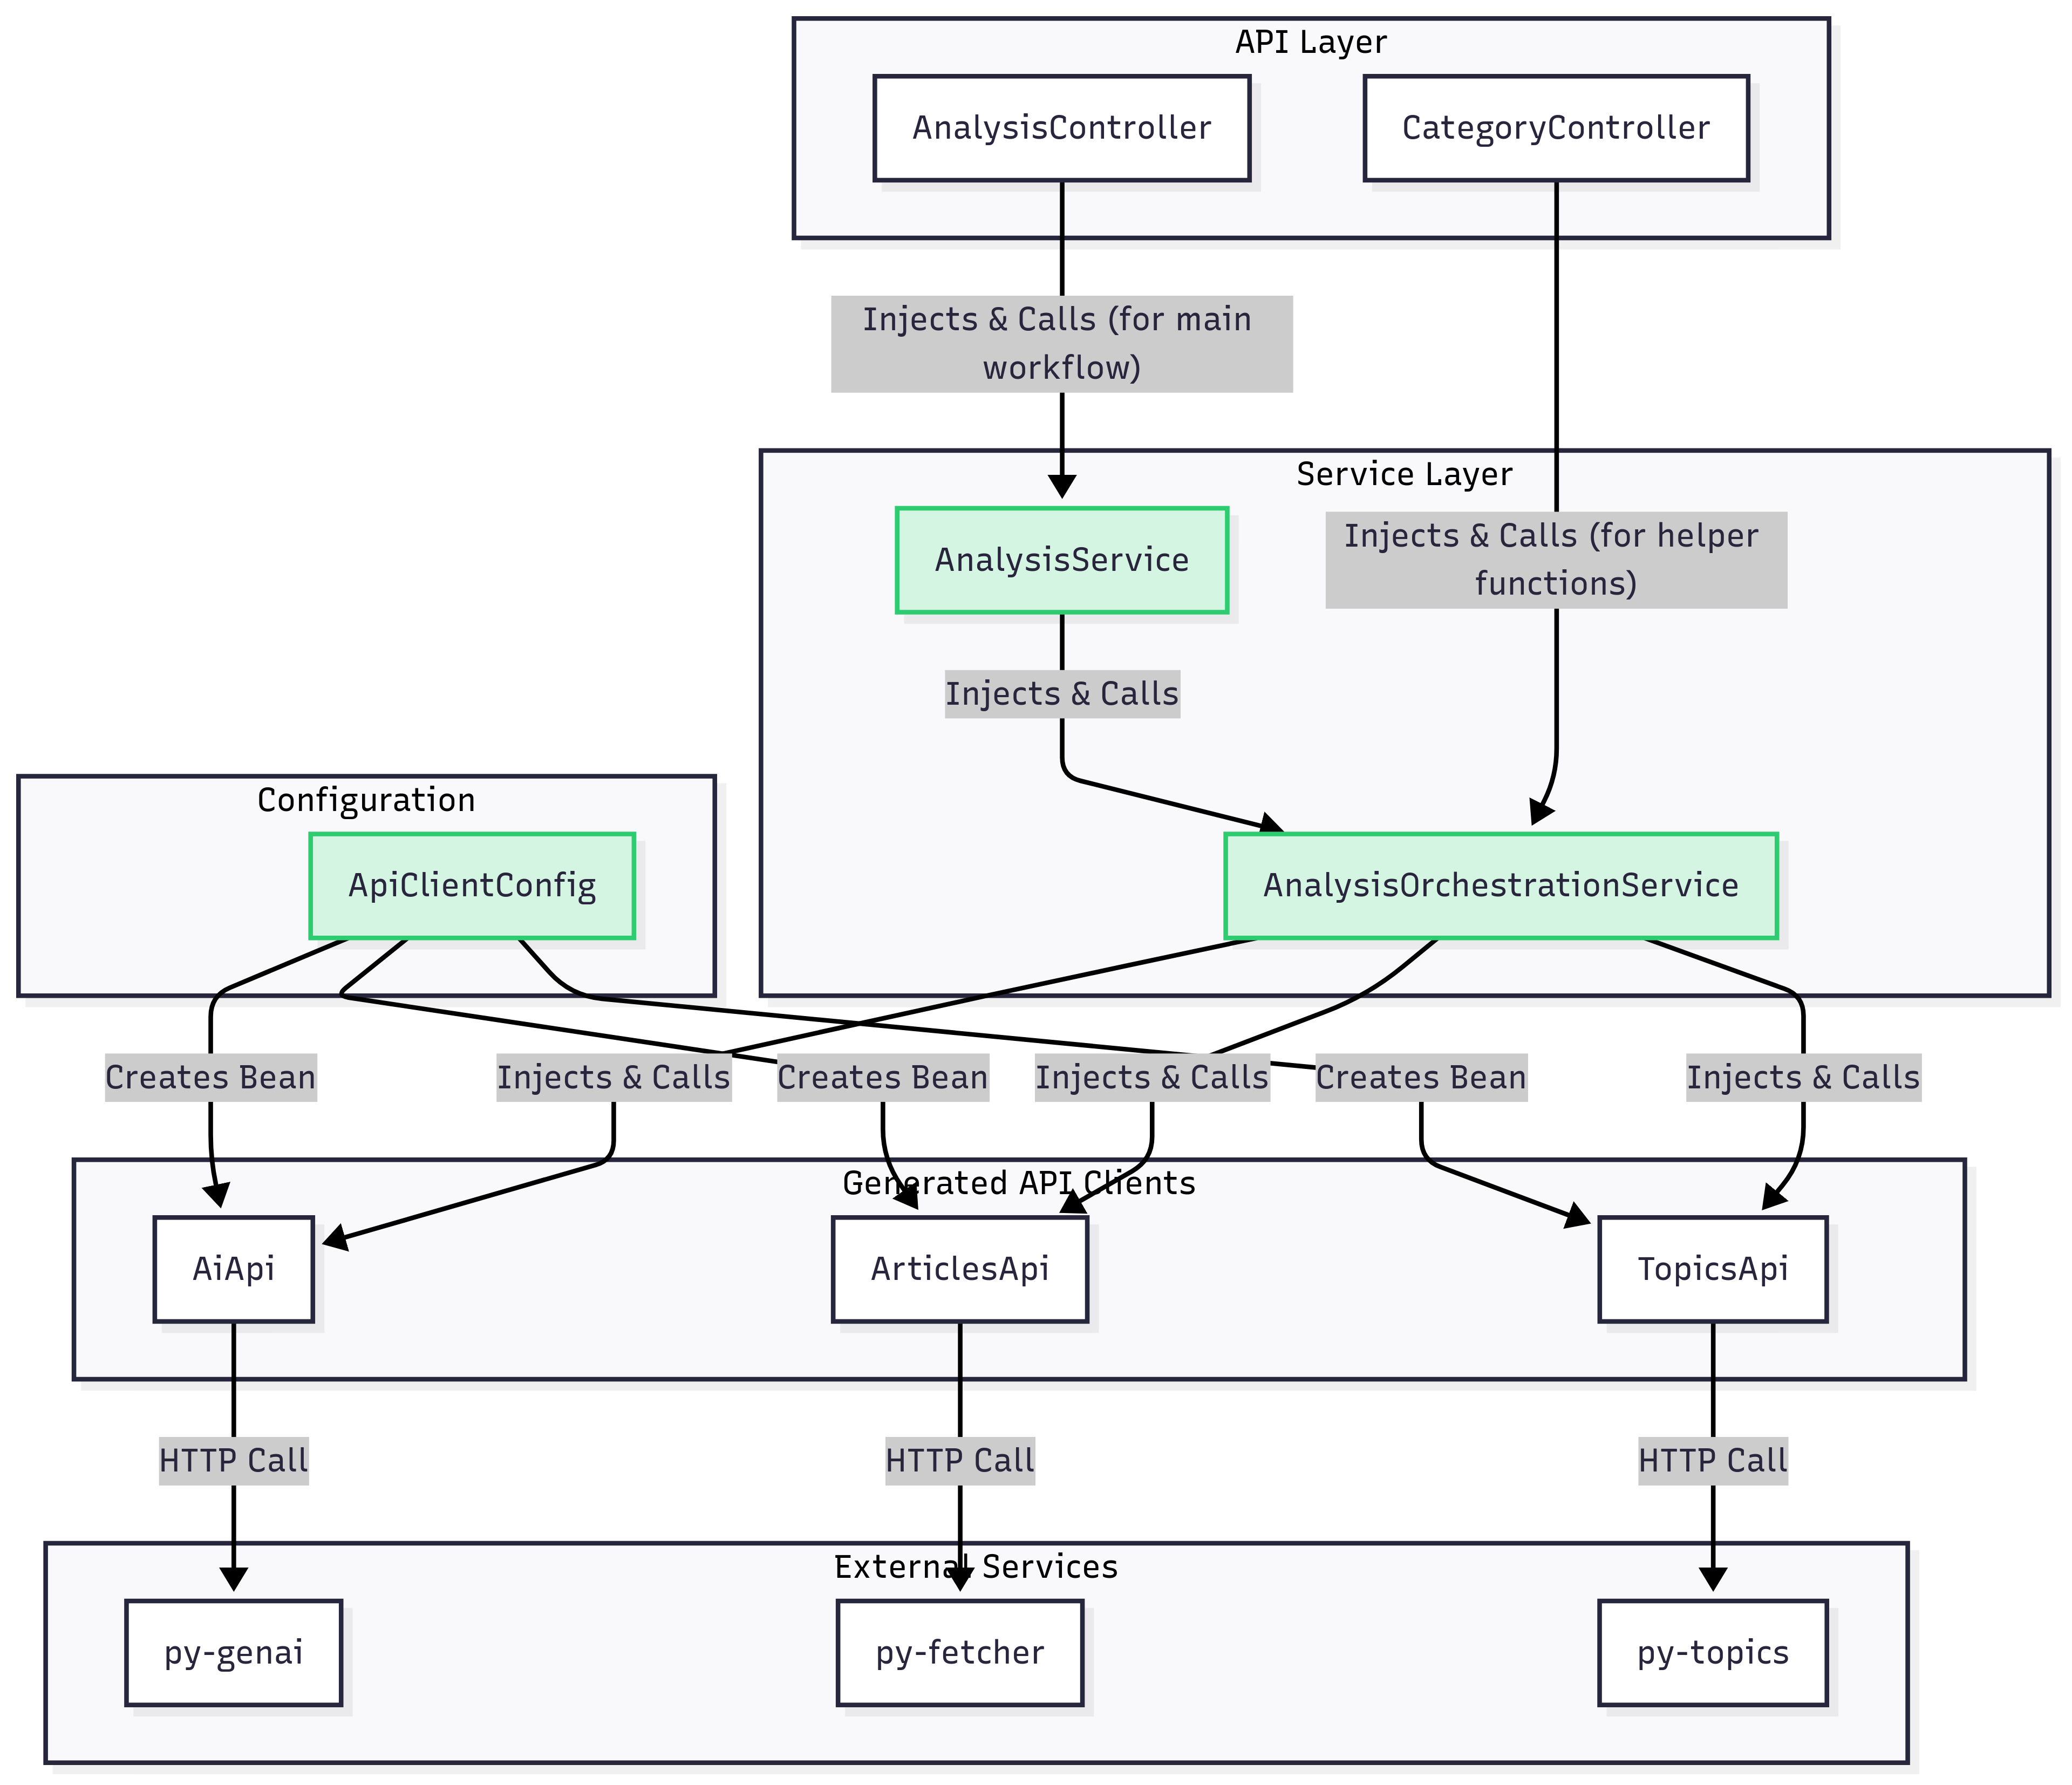 API Layer
AnalysisController
CategoryController
Injects & Calls (for main
workflow)
Service Layer
AnalysisService
Injects & Calls (for helper
functions)
Injects & Calls
Configuration
ApiClientConfig
AnalysisOrchestrationService
Creates Bean
Injects & Calls
Creates Bean
Injects & Calls
Creates Bean
Injects & Calls
Generated API Clients
AiApi
ArticlesApi
TopicsApi
HTTP Call
HTTP Call
HTTP Call
External Services
py-genai
py-fetcher
py-topics